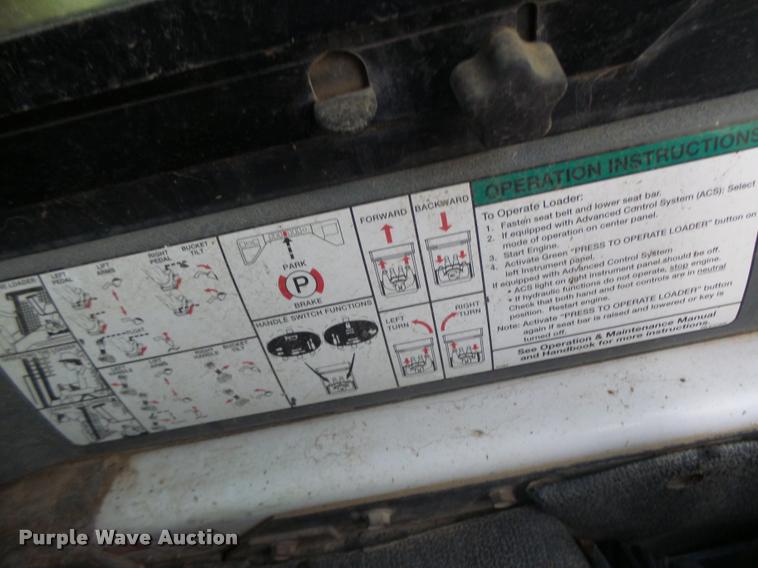 OPERATION INSTRUCTIONS
To Operate Loader:
1. Fasten seat belt and lower seat bar.
2. If equipped with Advanced Control System (ACS); Select
mode of operation on center panel.
3. Start Engine.
4. Activate Green "PRESS TO OPERATE LOADER" button on
left Instrument panel.
If equipped with Advanced Control System
• ACS light on right Instrument panel should be off.
• If hydraulic functions do not operate, stop engine.
Check that both hand and foot controls are in neutral
position. Restart engine.
Note: Activate "PRESS TO OPERATE LOADER" button
again if seat bar is raised and lowered or key is
turned off.
See Operation & Maintenance Manual
and Handbook for more instructions.
FORWARD
BACKWARD
LEFT
TURN
RIGHT
TURN
PARK
P
BRAKE
HANDLE SWITCH FUNCTIONS
LOADER:
LEFT
PEDAL
LIFT
ARMS
RIGHT
PEDAL
BUCKET
TILT
BUCKET
TILT
Purple Wave Auction